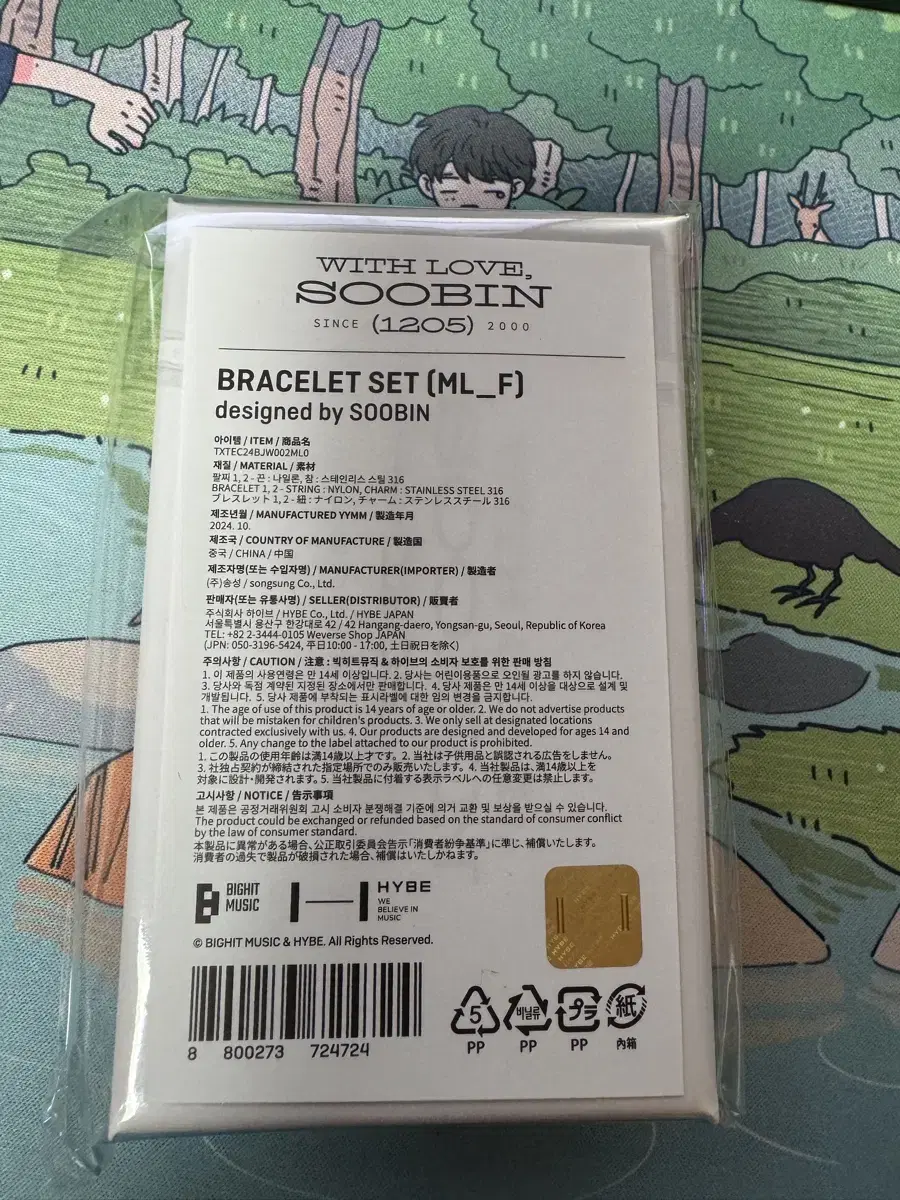 WITH LOVE,
SOOBIN
SINCE (1205) 2000
BRACELET SET (ML_F)
designed by SOOBIN
아이템 / ITEM / 商品名
TXTEC24BJW002ML0
재질 / MATERIAL / 素材
팔찌 1, 2 - 끈 : 나일론, 참 : 스테인리스 스틸 316
BRACELET 1, 2 - STRING : NYLON, CHARM : STAINLESS STEEL 316
ブレスレット 1, 2 - 紐 : ナイロン, チャーム : ステンレススチール 316
제조년월 / MANUFACTURED YYMM / 製造年月
2024. 10.
제조국 / COUNTRY OF MANUFACTURE / 製造国
중국 / CHINA / 中国
제조자명(또는 수입자명) / MANUFACTURER(IMPORTER) / 製造者
(주)송성 / songsung Co., Ltd.
판매자(또는 유통사명) / SELLER(DISTRIBUTOR) / 販賣者
주식회사 하이브 / HYBE Co., Ltd. / HYBE JAPAN
서울특별시 용산구 한강대로 42 / 42 Hangang-daero, Yongsan-gu, Seoul, Republic of Korea
TEL: +82 2-3444-0105 Weverse Shop JAPAN
(JPN: 050-3196-5424, 平日10:00 - 17:00, 土日祝日を除く)
주의사항 / CAUTION / 注意 : 빅히트뮤직 & 하이브의 소비자 보호를 위한 판매 방침
1. 이 제품의 사용연령은 만 14세 이상입니다. 2. 당사는 어린이용품으로 오인될 광고를 하지 않습니다.
3. 당사와 독점 계약된 지정된 장소에서만 판매합니다. 4. 당사 제품은 만 14세 이상을 대상으로 설계 및
개발됩니다. 5. 당사 제품에 부착되는 표시라벨에 대한 임의 변경을 금지합니다.
1. The age of use of this product is 14 years of age or older. 2. We do not advertise products
that will be mistaken for children's products. 3. We only sell at designated locations
contracted exclusively with us. 4. Our products are designed and developed for ages 14 and
older. 5. Any change to the label attached to our product is prohibited.
1. この製品の使用年齢は満14歳以上才です。2. 当社は子供用品と誤認される広告をしません。
3. 社独占契約が締結された指定場所でのみ販売いたします。4. 当社製品は、満14歳以上を
対象に設計・開発されます。5. 当社製品に付着する表示ラベルへの任意変更は禁止します。
고시사항 / NOTICE / 告示事項
본 제품은 공정거래위원회 고시 소비자 분쟁해결 기준에 의거 교환 및 보상을 받으실 수 있습니다.
The product could be exchanged or refunded based on the standard of consumer conflict
by the law of consumer standard.
本製品に異常がある場合、公正取引委員会告示「消費者紛争基準」に準じ、補償いたします。
消費者の過失で製品が破損された場合、補償はいたしかねます。
BIGHIT
MUSIC
HYBE
WE
BELIEVE IN
MUSIC
© BIGHIT MUSIC & HYBE. All Rights Reserved.
8 800273 724724
5 비닐류 プラ 紙
PP PP PP 内箱